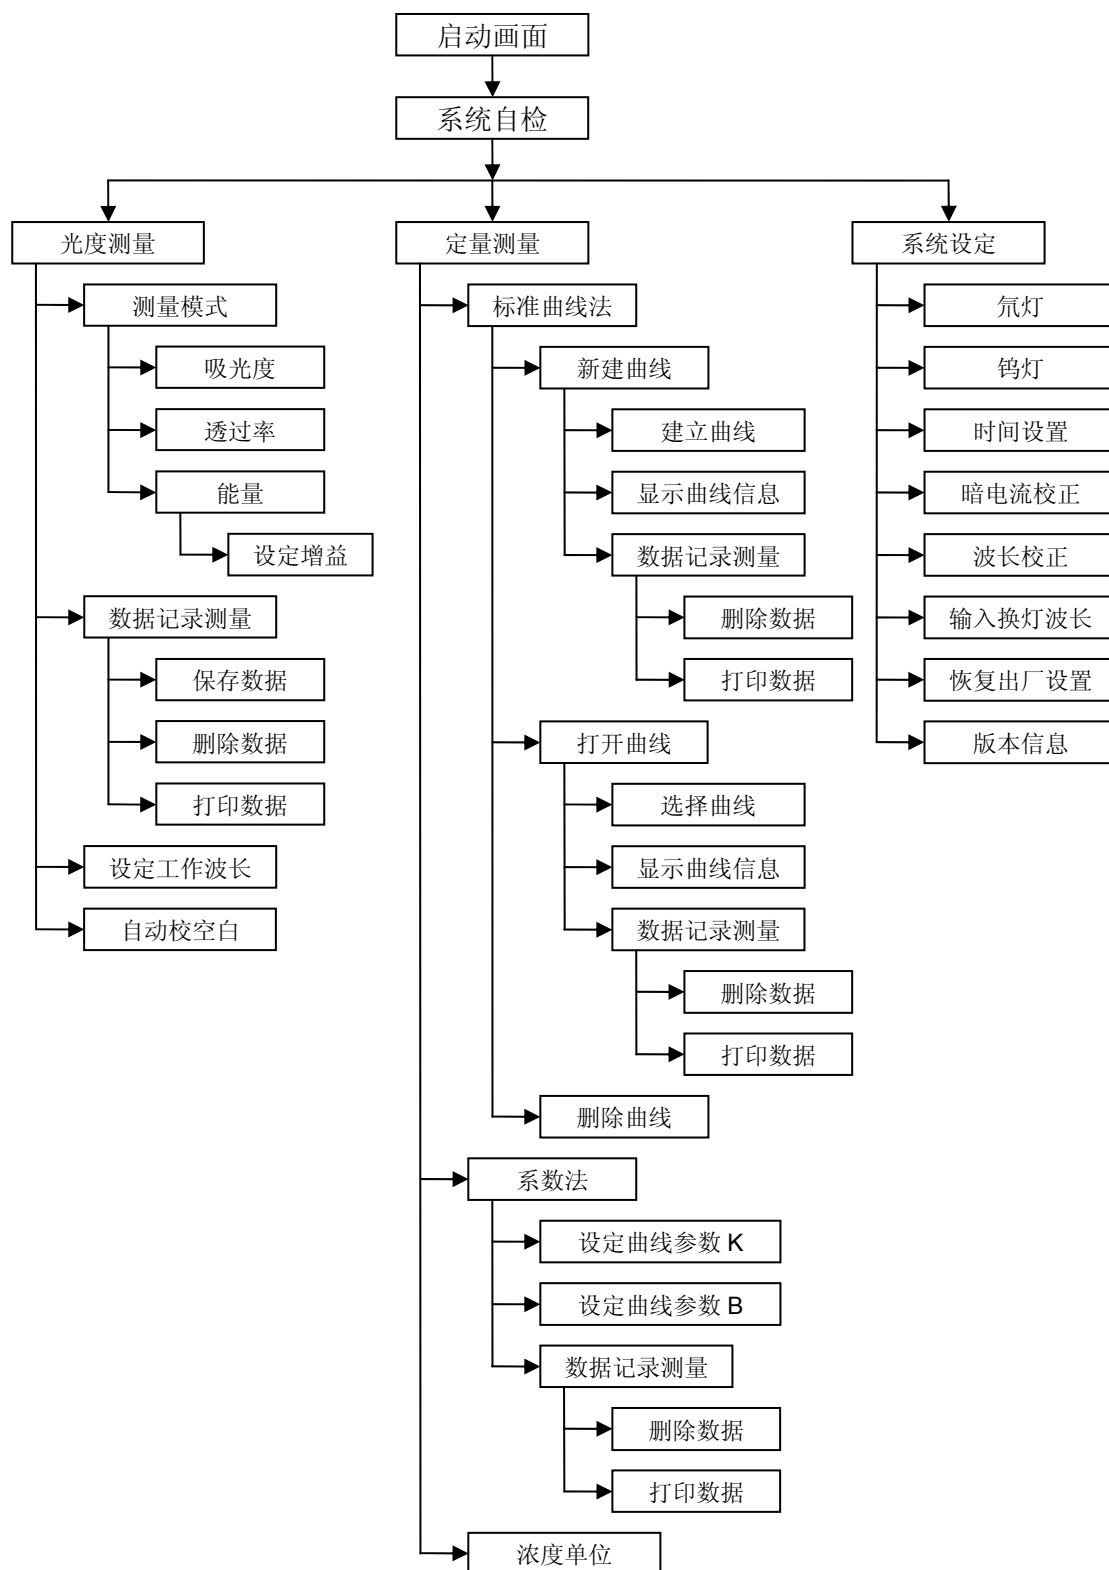 启动画面
系统自检
光度测量
测量模式
吸光度
透过率
能量
设定增益
数据记录测量
保存数据
删除数据
打印数据
设定工作波长
自动校空白
定量测量
标准曲线法
新建曲线
建立曲线
显示曲线信息
数据记录测量
删除数据
打印数据
打开曲线
选择曲线
显示曲线信息
数据记录测量
删除数据
打印数据
删除曲线
系数法
设定曲线参数 K
设定曲线参数 B
数据记录测量
删除数据
打印数据
浓度单位
系统设定
氘灯
钨灯
时间设置
暗电流校正
波长校正
输入换灯波长
恢复出厂设置
版本信息